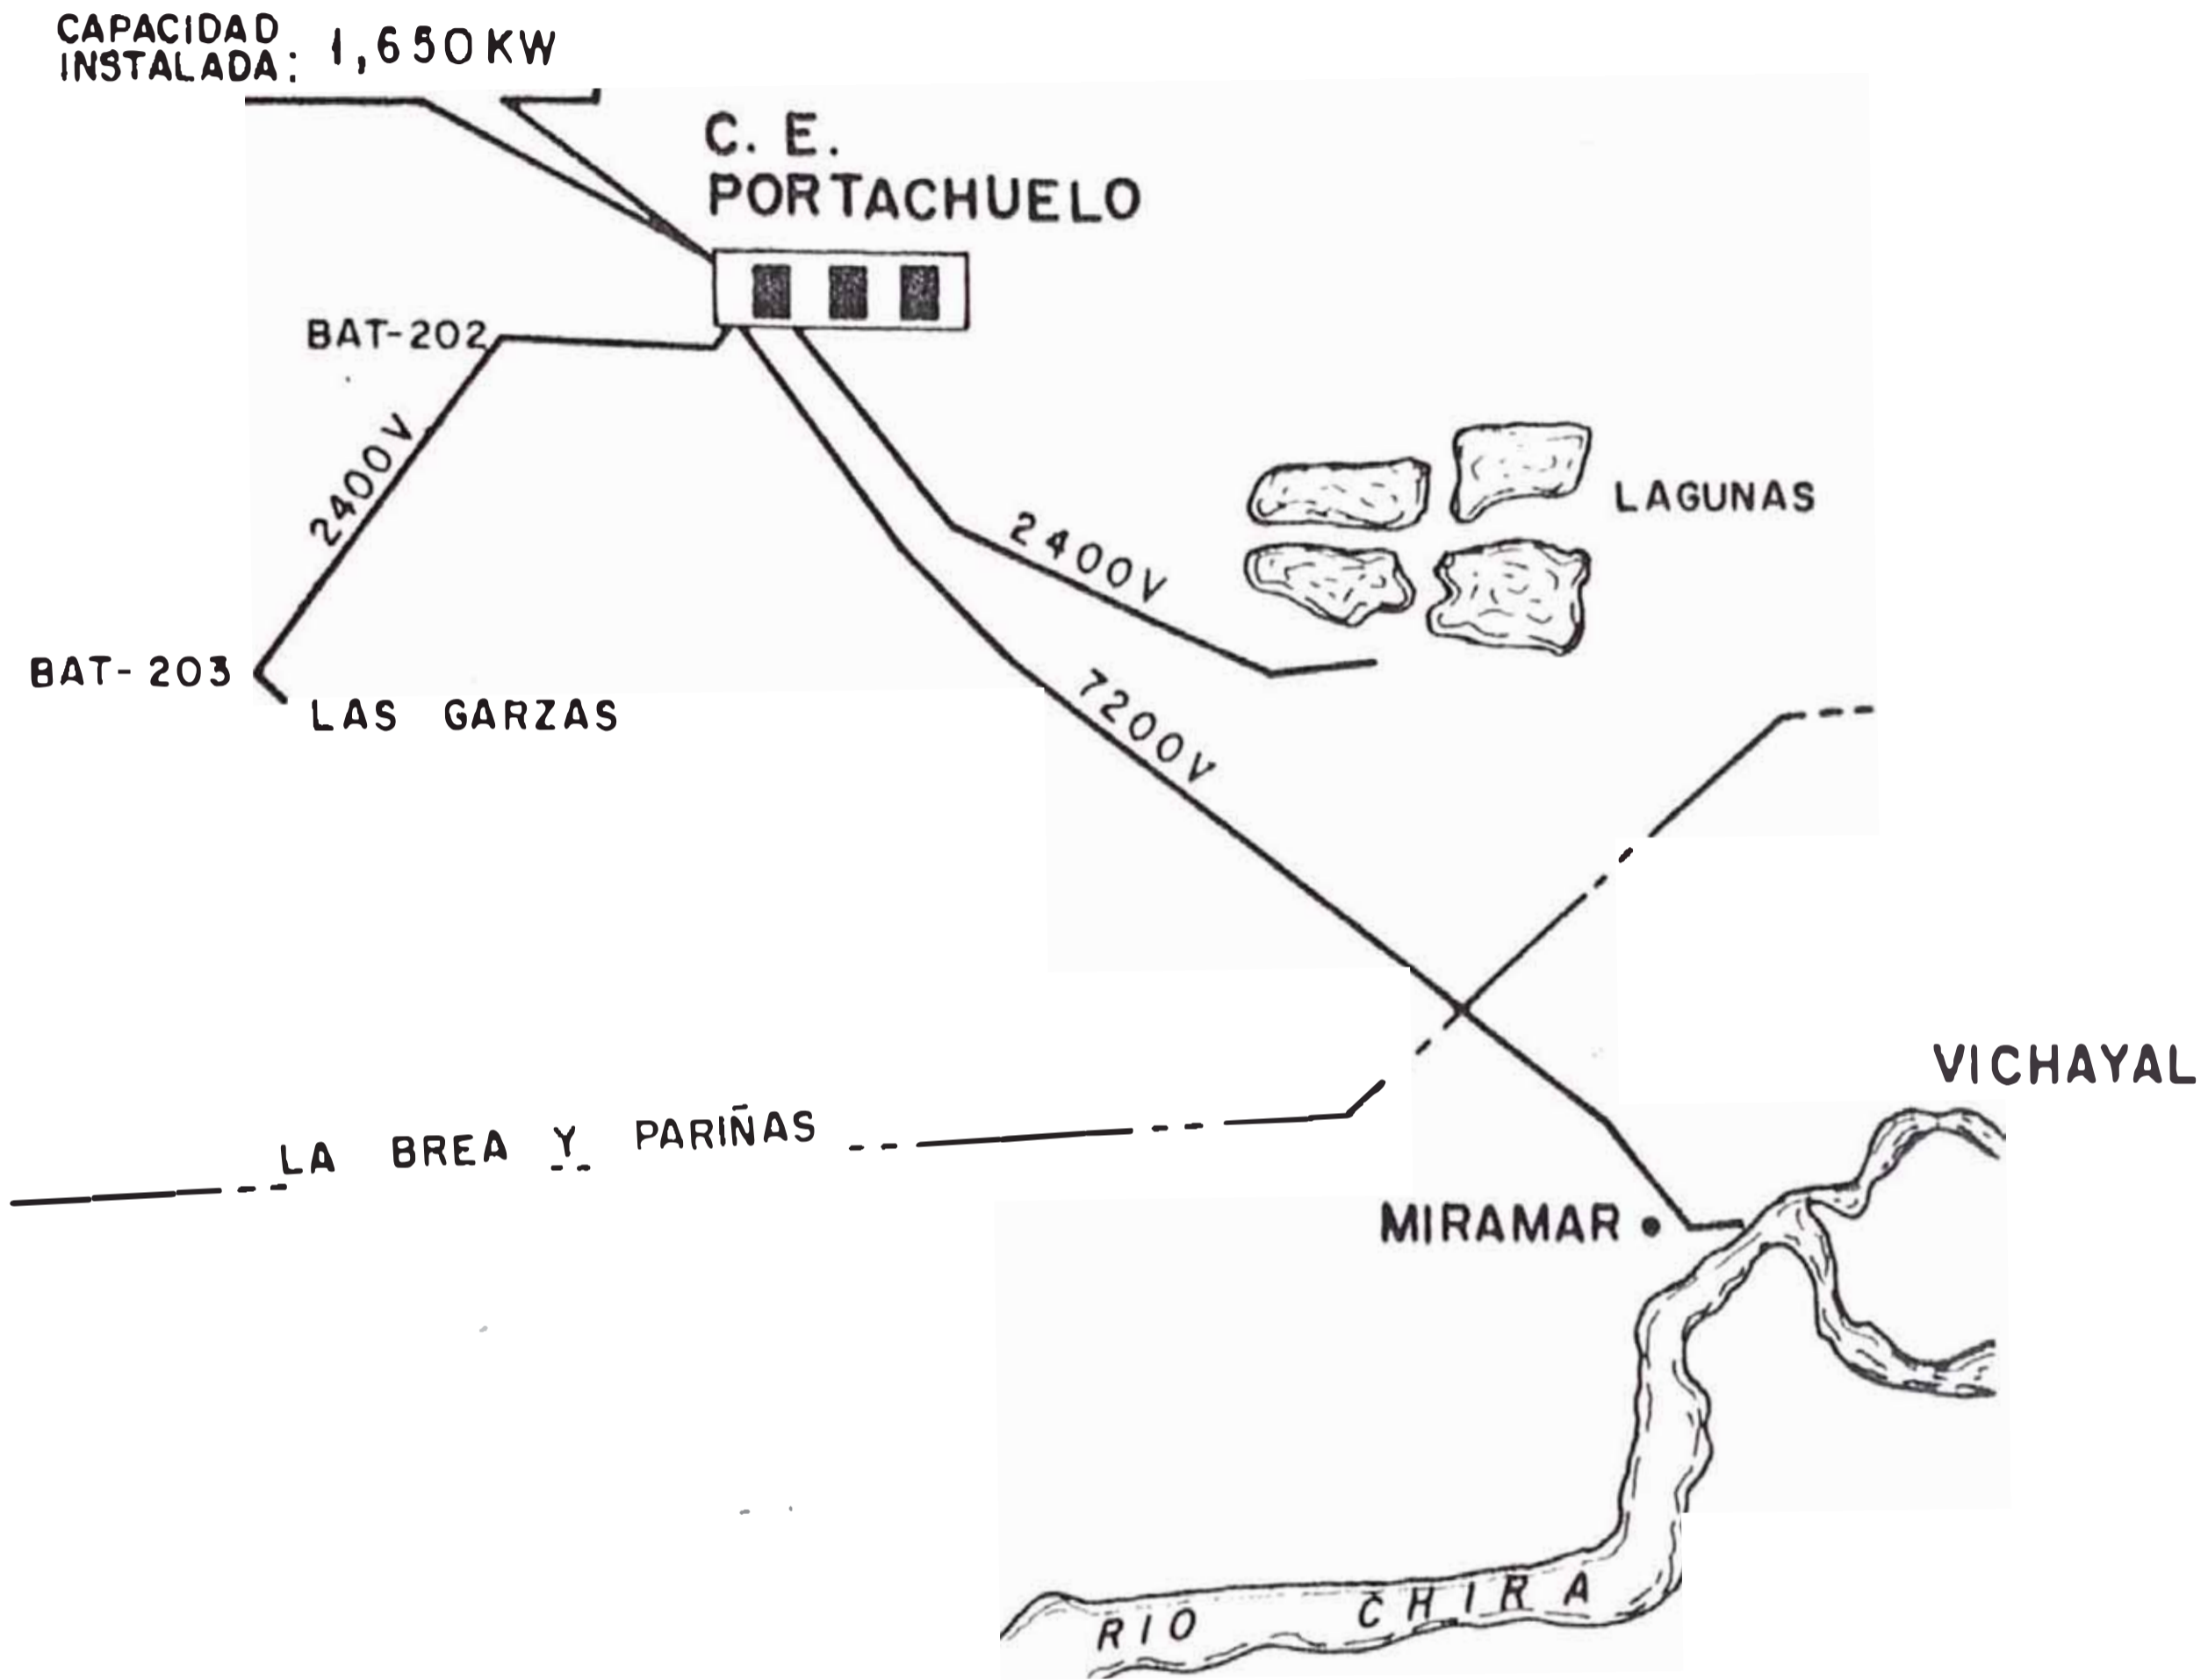 CAPACIDAD
INSTALADA: 1,650 KW
C. E.
PORTACHUELO
BAT-202
2400V
LAGUNAS
2400V
BAT-203
LAS GARZAS
7200V
VICHAYAL
LA BREA Y PARIÑAS
MIRAMAR
RIO CHIRA